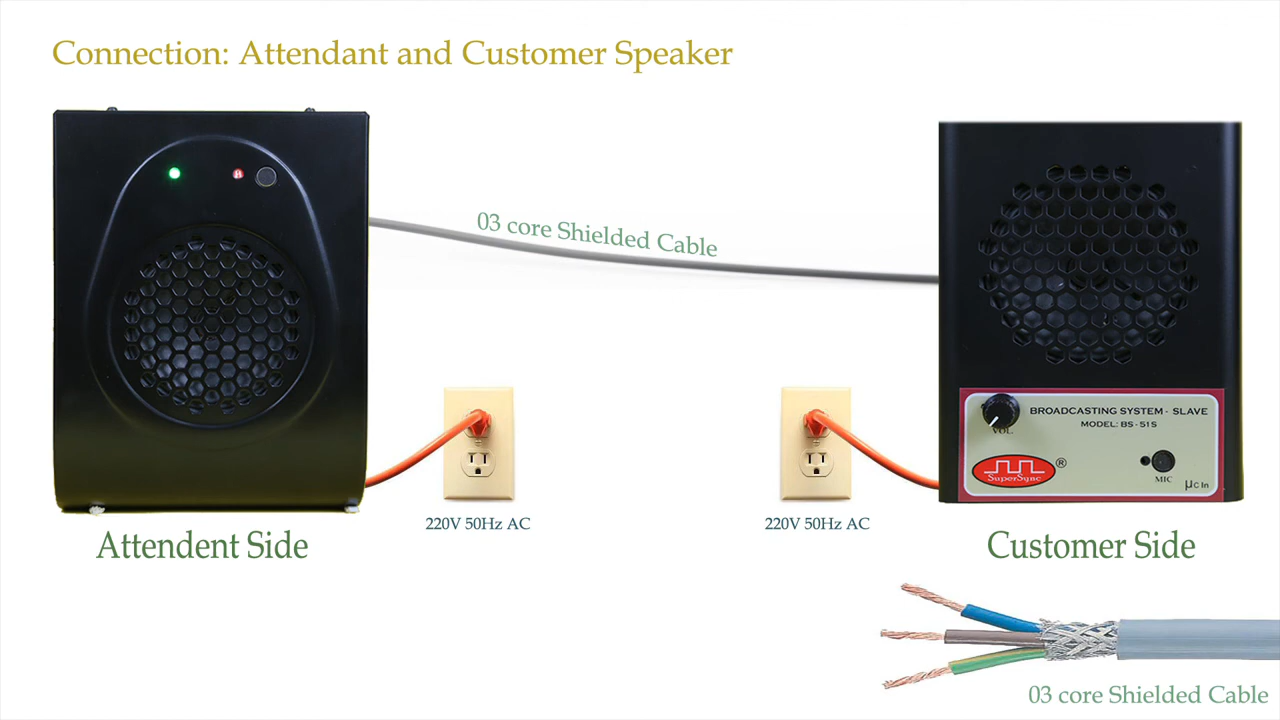 Connection: Attendant and Customer Speaker
03 core Shielded Cable
BROADCASTING SYSTEM - SLAVE
MODEL: BS-51S
VOL.
SuperSync ®
MIC
µC In
220V 50Hz AC
220V 50Hz AC
Attendent Side
Customer Side
03 core Shielded Cable